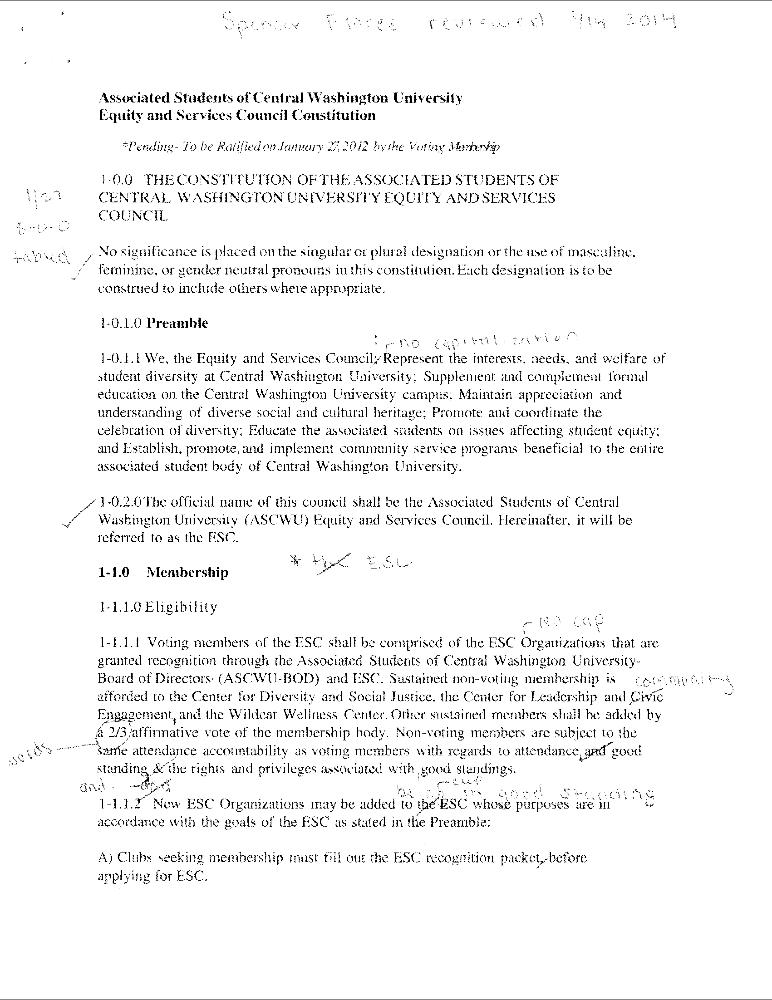 Spencer Flores reviewed 1/14 2014
Associated Students of Central Washington University
Equity and Services Council Constitution
*Pending- To be Ratified on January 27, 2012 by the Voting Membership
1-0.0 THE CONSTITUTION OF THE ASSOCIATED STUDENTS OF
1/27
CENTRAL WASHINGTON UNIVERSITY EQUITY AND SERVICES
COUNCIL
8-0-0
tabled
No significance is placed on the singular or plural designation or the use of masculine,
feminine, or gender neutral pronouns in this constitution. Each designation is to be
construed to include others where appropriate.
1-0.1.0 Preamble
: no capitalization
1-0.1.1 We, the Equity and Services Council; Represent the interests, needs, and welfare of
student diversity at Central Washington University; Supplement and complement formal
education on the Central Washington University campus; Maintain appreciation and
understanding of diverse social and cultural heritage; Promote and coordinate the
celebration of diversity; Educate the associated students on issues affecting student equity;
and Establish, promote, and implement community service programs beneficial to the entire
associated student body of Central Washington University.
1-0.2.0 The official name of this council shall be the Associated Students of Central
Washington University (ASCWU) Equity and Services Council. Hereinafter, it will be
referred to as the ESC.
* the ESC
1-1.0 Membership
1-1.1.0 Eligibility
NO cap
1-1.1.1 Voting members of the ESC shall be comprised of the ESC Organizations that are
granted recognition through the Associated Students of Central Washington University-
Board of Directors- (ASCWU-BOD) and ESC. Sustained non-voting membership is
community
afforded to the Center for Diversity and Social Justice, the Center for Leadership and Civic
Engagement, and the Wildcat Wellness Center. Other sustained members shall be added by
a 2/3 affirmative vote of the membership body. Non-voting members are subject to the
words
same attendance accountability as voting members with regards to attendance, and good
standing, & the rights and privileges associated with good standings.
and. and
keep
being in good standing
1-1.1.2 New ESC Organizations may be added to the ESC whose purposes are in
accordance with the goals of the ESC as stated in the Preamble:
A) Clubs seeking membership must fill out the ESC recognition packet, before
applying for ESC.